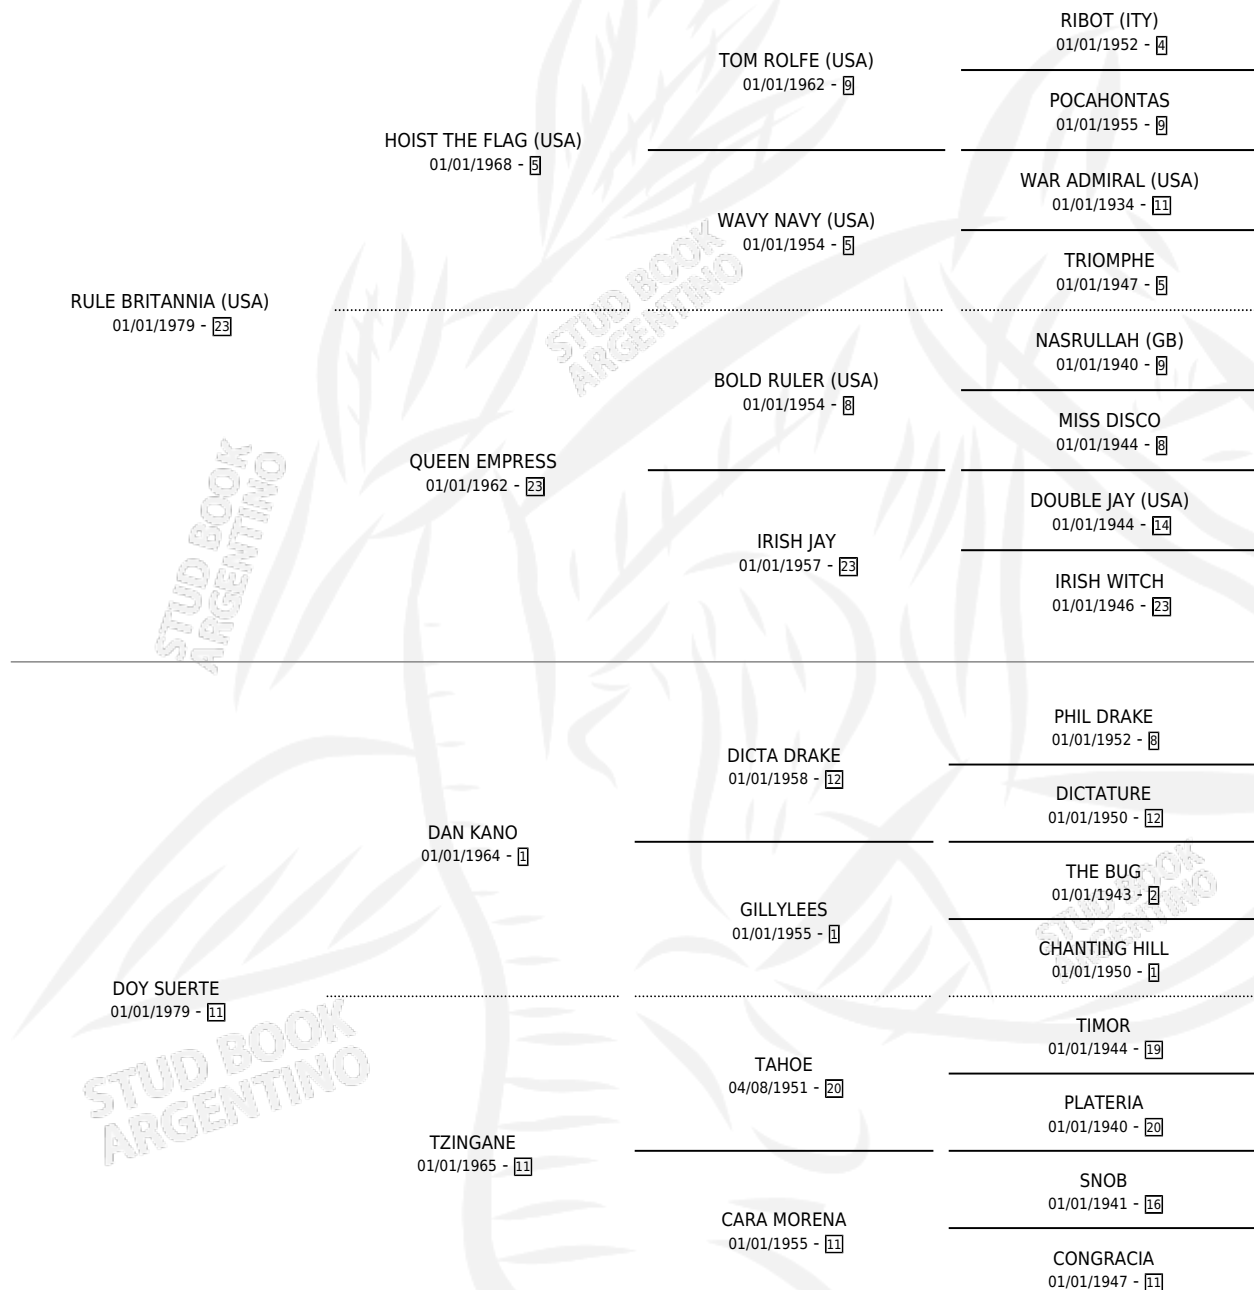 RIBOT (ITY)
01/01/1952 - 4
TOM ROLFE (USA)
01/01/1962 - 9
POCAHONTAS
01/01/1955 - 9
HOIST THE FLAG (USA)
01/01/1968 - 5
WAR ADMIRAL (USA)
01/01/1934 - 11
WAVY NAVY (USA)
01/01/1954 - 5
TRIOMPHE
01/01/1947 - 5
RULE BRITANNIA (USA)
01/01/1979 - 23
NASRULLAH (GB)
01/01/1940 - 9
BOLD RULER (USA)
01/01/1954 - 8
MISS DISCO
01/01/1944 - 8
QUEEN EMPRESS
01/01/1962 - 23
DOUBLE JAY (USA)
01/01/1944 - 14
IRISH JAY
01/01/1957 - 23
IRISH WITCH
01/01/1946 - 23
PHIL DRAKE
01/01/1952 - 8
DICTA DRAKE
01/01/1958 - 12
DICTATURE
01/01/1950 - 12
DAN KANO
01/01/1964 - 1
THE BUG
01/01/1943 - 2
GILLYLEES
01/01/1955 - 1
CHANTING HILL
01/01/1950 - 1
DOY SUERTE
01/01/1979 - 11
TIMOR
01/01/1944 - 19
TAHOE
04/08/1951 - 20
PLATERIA
01/01/1940 - 20
TZINGANE
01/01/1965 - 11
SNOB
01/01/1941 - 16
CARA MORENA
01/01/1955 - 11
CONGRACIA
01/01/1947 - 11
STUD BOOK
ARGENTINO
STUD BOOK
ARGENTINO
STUD BOOK
ARGENTINO
STUD BOOK
ARGENTINO